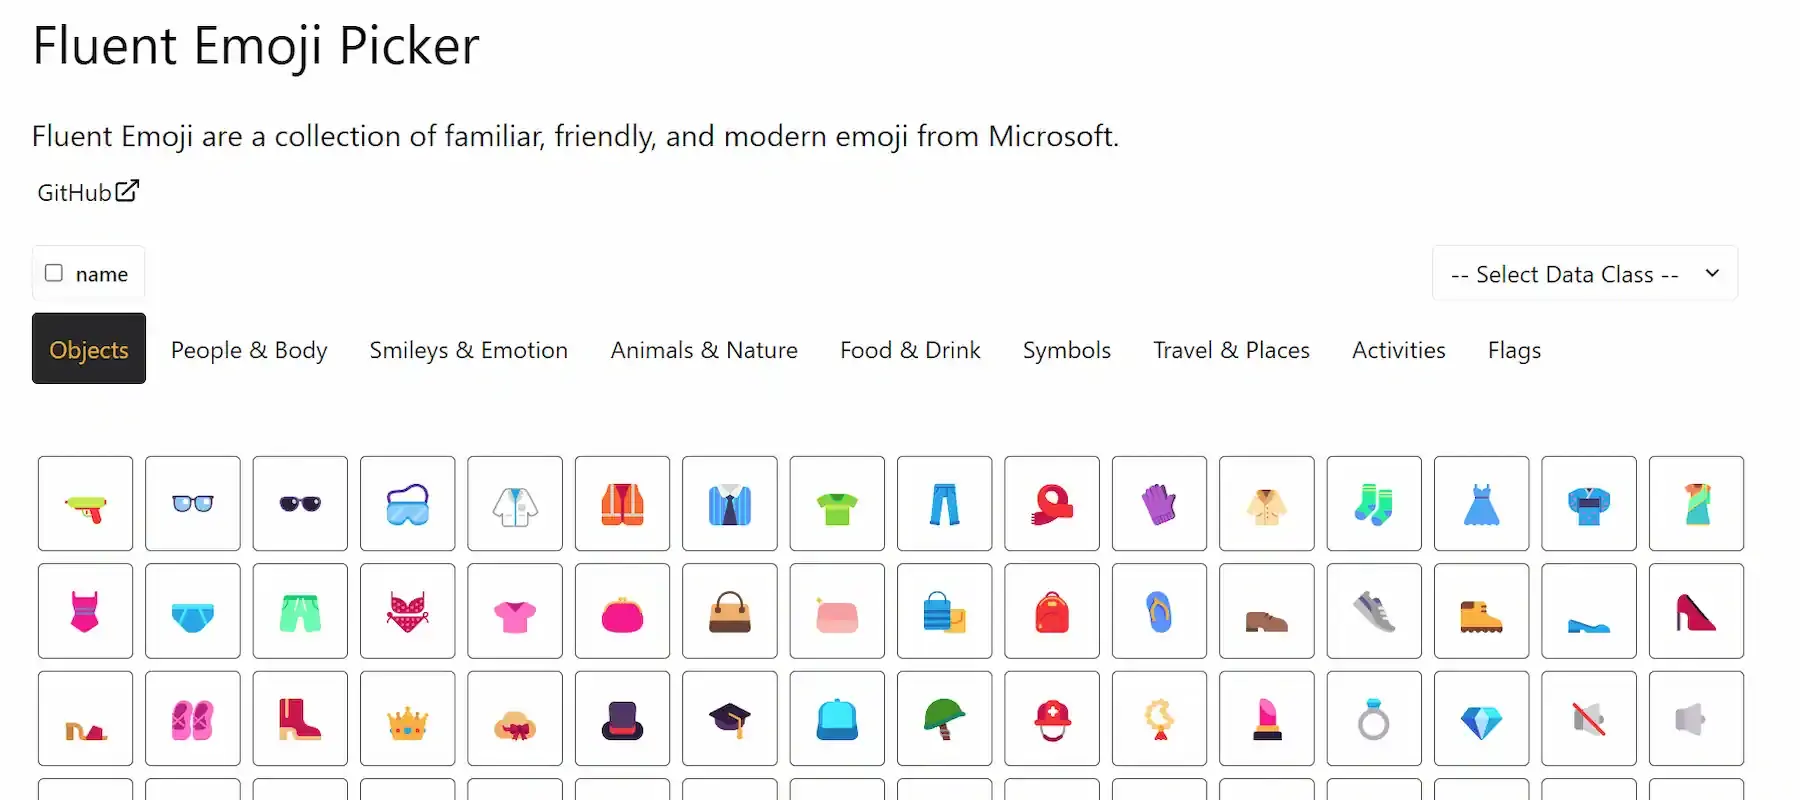 Fluent Emoji Picker
Fluent Emoji are a collection of familiar, friendly, and modern emoji from Microsoft.
GitHub
name
-- Select Data Class --
Objects People & Body Smileys & Emotion Animals & Nature Food & Drink Symbols Travel & Places Activities Flags